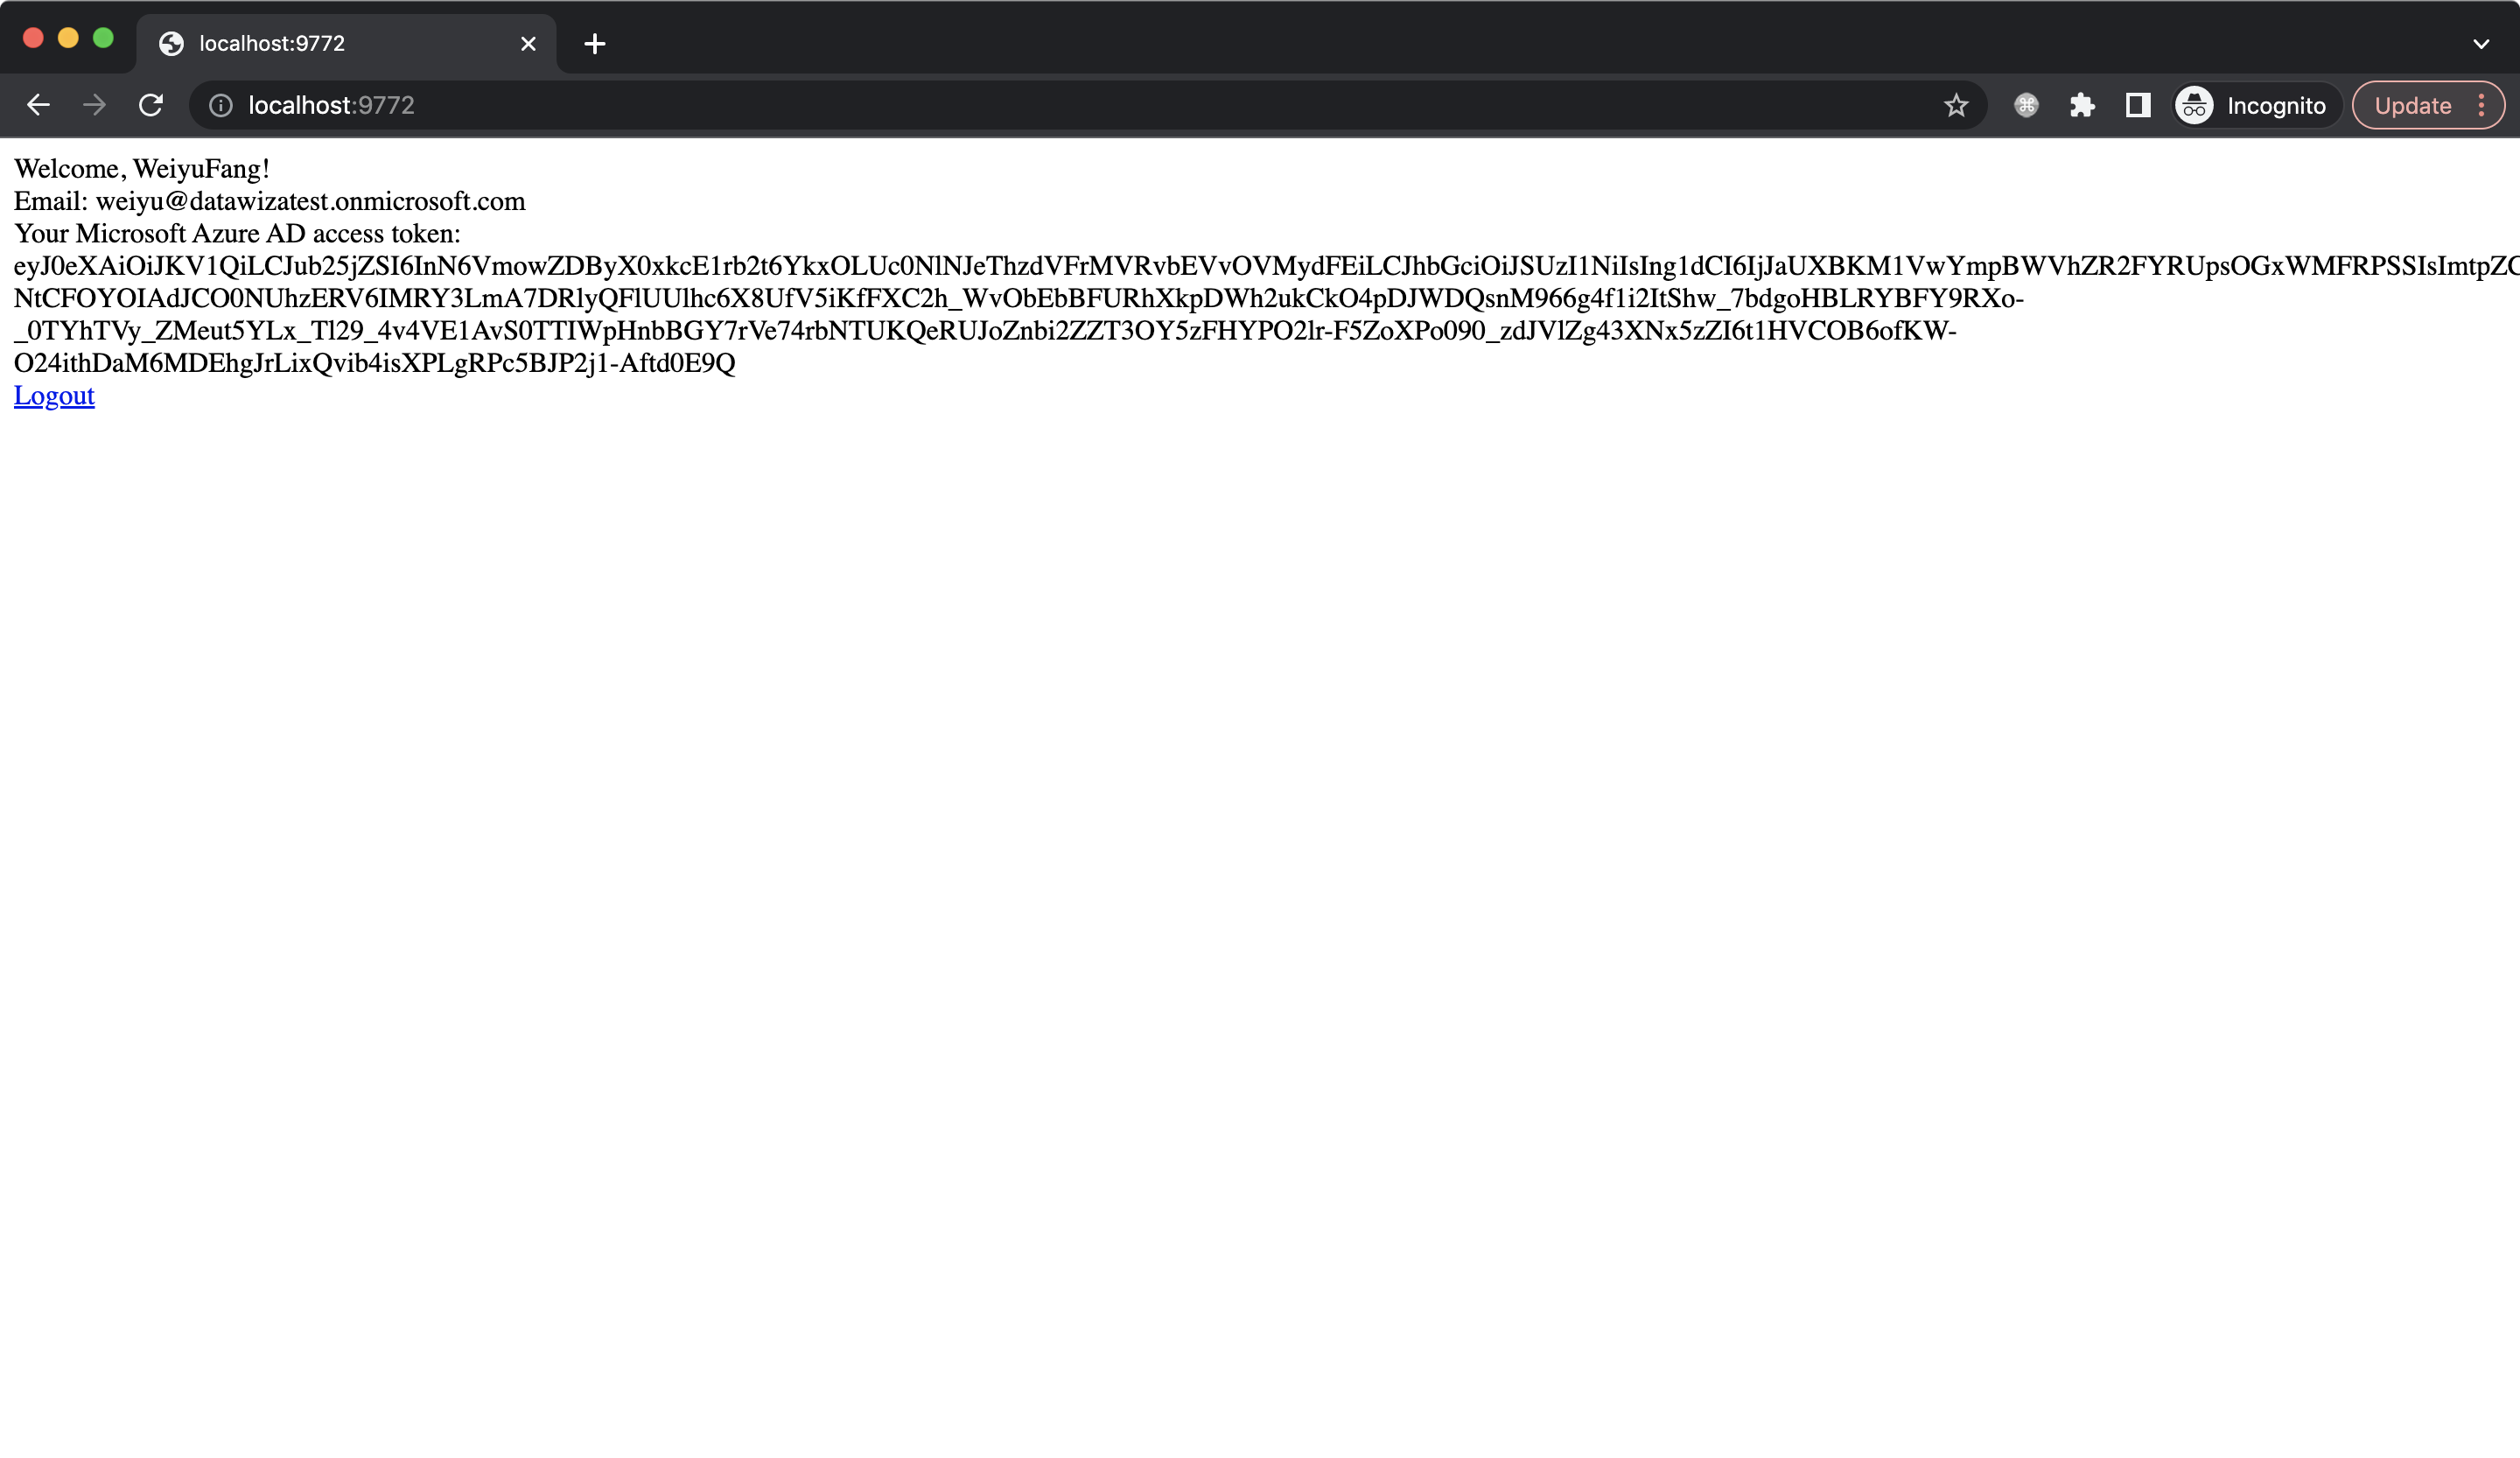 localhost:9772
localhost:9772
Incognito
Update
Welcome, WeiyuFang!
Email: weiyu@datawizatest.onmicrosoft.com
Your Microsoft Azure AD access token:
eyJ0eXAiOiJKV1QiLCJub25jZSI6InN6VmowZDByX0xkcE1rb2t6YkxOLUc0NlNJeThzdVFrMVRvbEVvOVMydFEiLCJhbGciOiJSUzI1NiIsIng1dCI6IjJaUXBKM1VwYmpBWVhZR2FYRUpsOGxWMFRPSSIsImtpZC
NtCFOYOIAdJCO0NUhzERV6IMRY3LmA7DRlyQFlUUlhc6X8UfV5iKfFXC2h_WvObEbBFURhXkpDWh2ukCkO4pDJWDQsnM966g4f1i2ItShw_7bdgoHBLRYBFY9RXo-
_0TYhTVy_ZMeut5YLx_Tl29_4v4VE1AvS0TTIWpHnbBGY7rVe74rbNTUKQeRUJoZnbi2ZZT3OY5zFHYPO2lr-F5ZoXPo090_zdJVlZg43XNx5zZI6t1HVCOB6ofKW-
O24ithDaM6MDEhgJrLixQvib4isXPLgRPc5BJP2j1-Aftd0E9Q
Logout